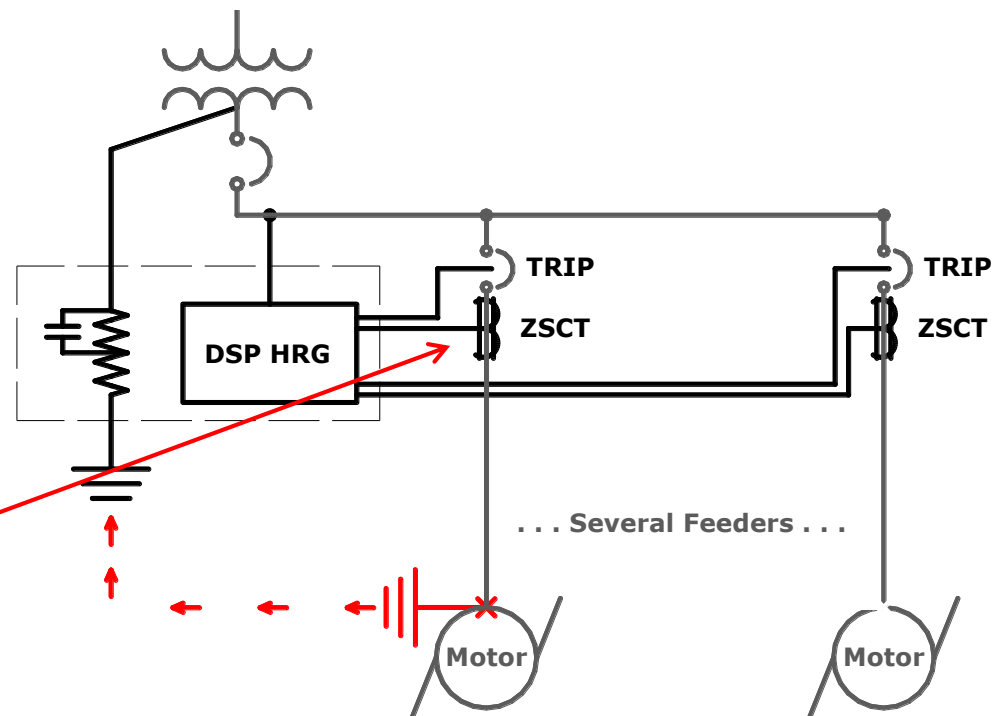 TRIP
TRIP
ZSCT
ZSCT
DSP HRG
. . . Several Feeders . . .
Motor
Motor